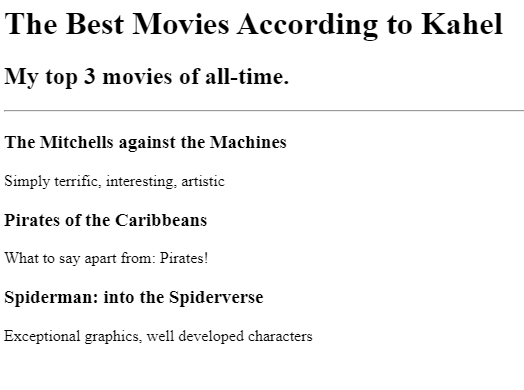 The Best Movies According to Kahel
My top 3 movies of all-time.
The Mitchells against the Machines
Simply terrific, interesting, artistic
Pirates of the Caribbeans
What to say apart from: Pirates!
Spiderman: into the Spiderverse
Exceptional graphics, well developed characters